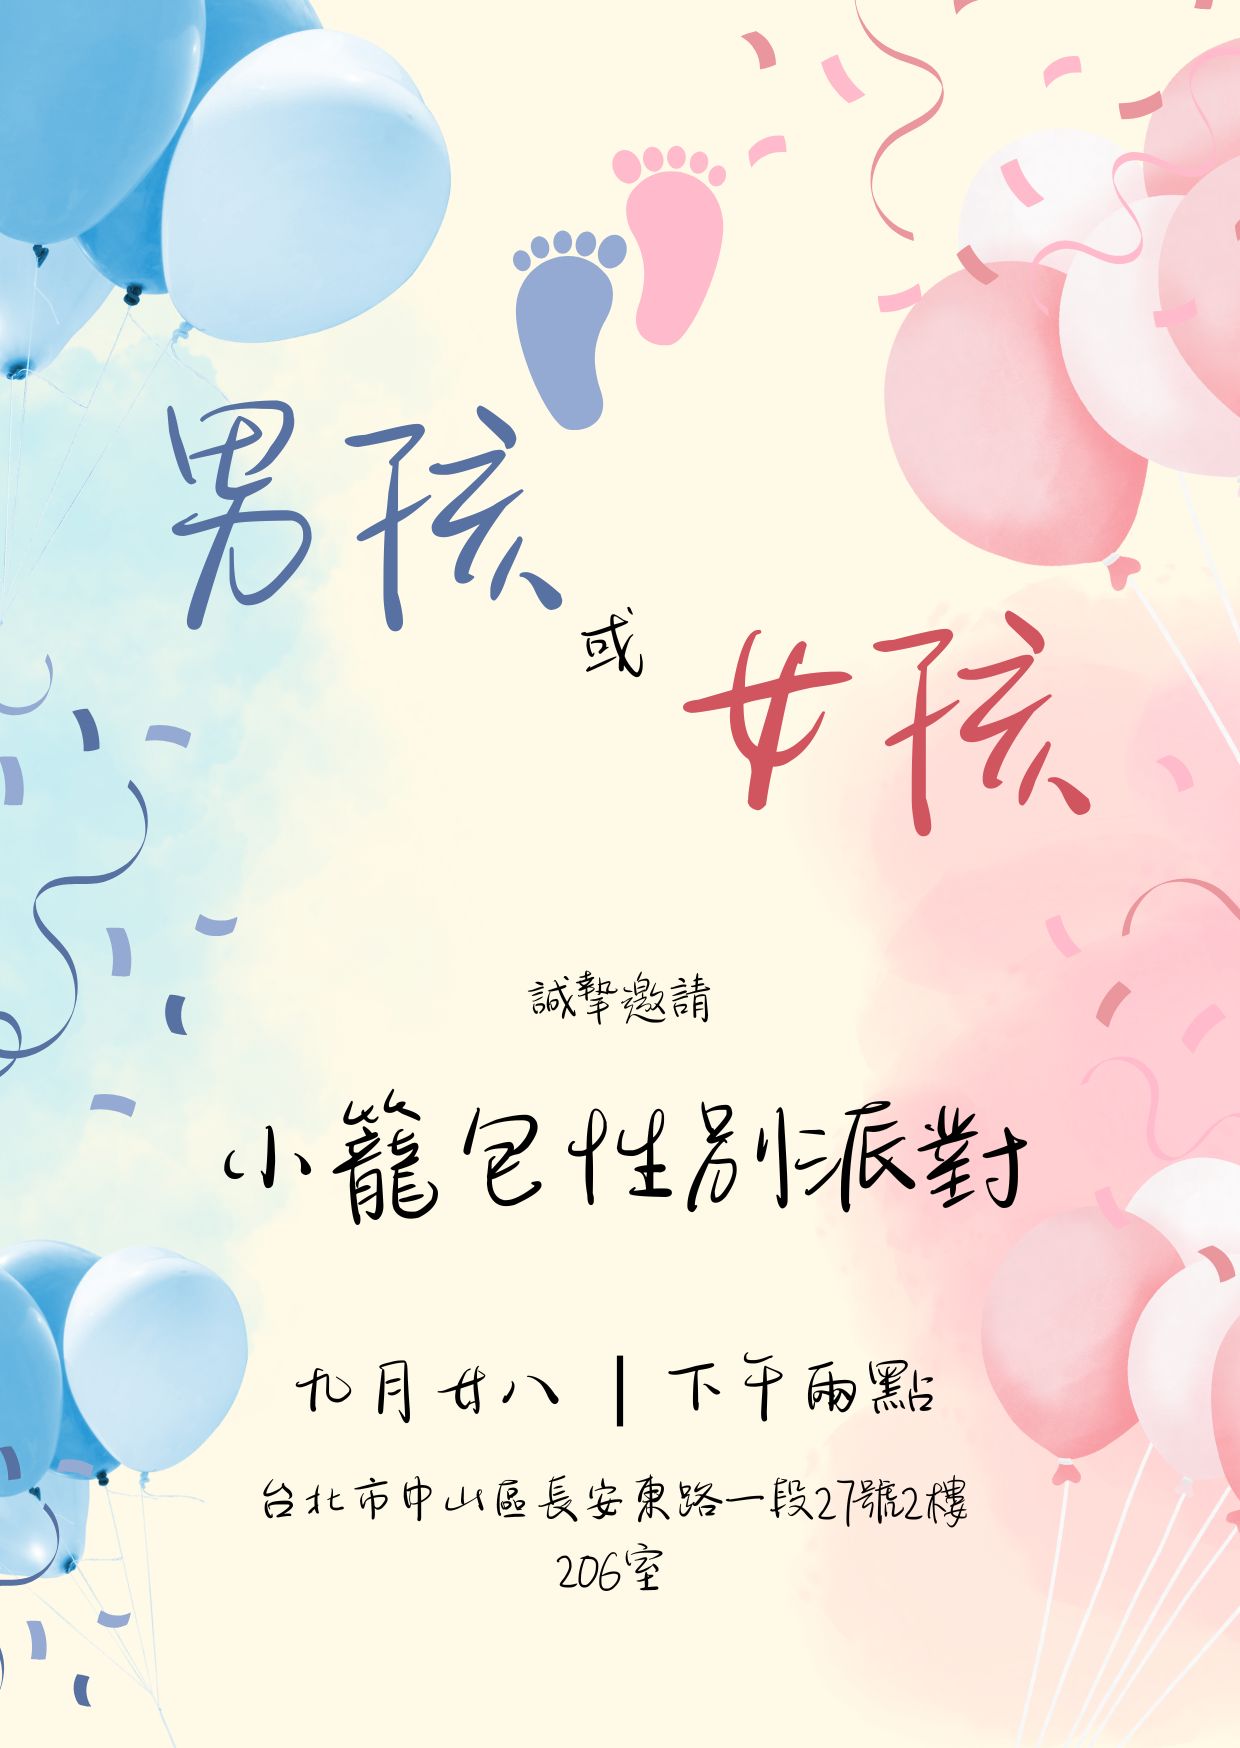 男孩
或
女孩
誠摯邀請
小籠包性別派對
九月廿八 | 下午兩點
台北市中山區長安東路一段27號2樓
206室